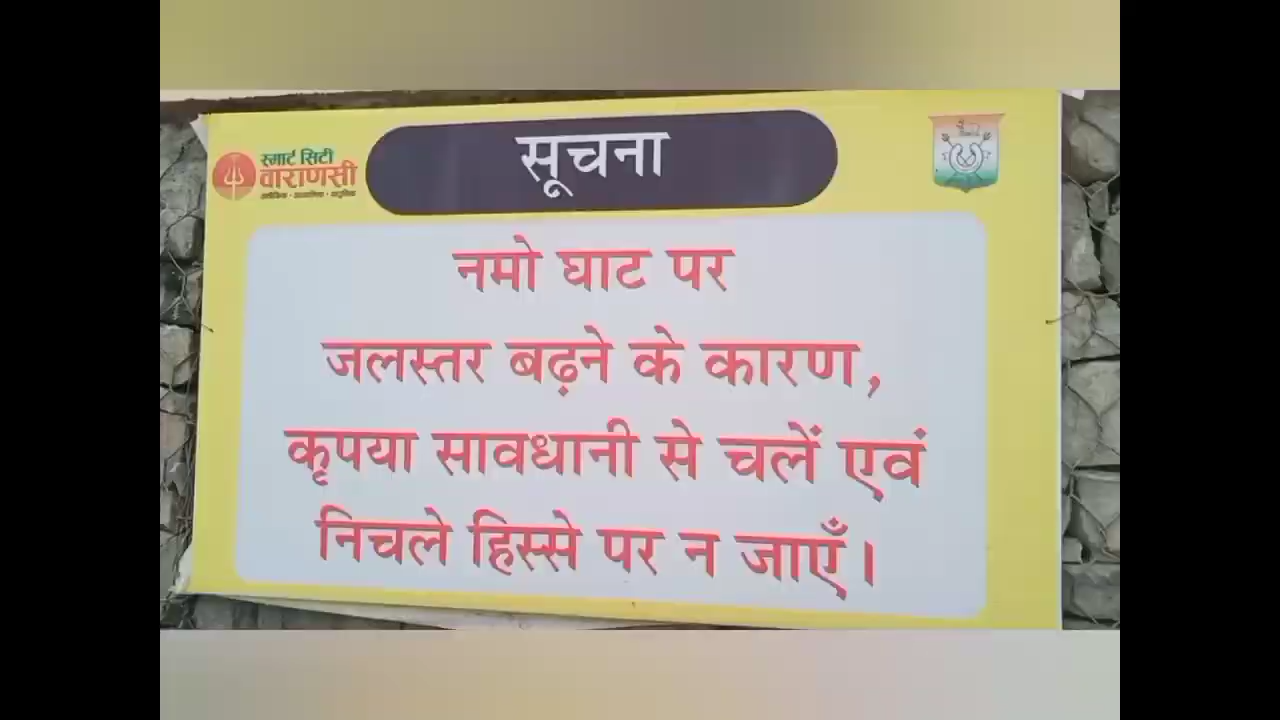 स्मार्ट सिटी
वाराणसी
सूचना
नमो घाट पर
जलस्तर बढ़ने के कारण,
कृपया सावधानी से चलें एवं
निचले हिस्से पर न जाएँ।